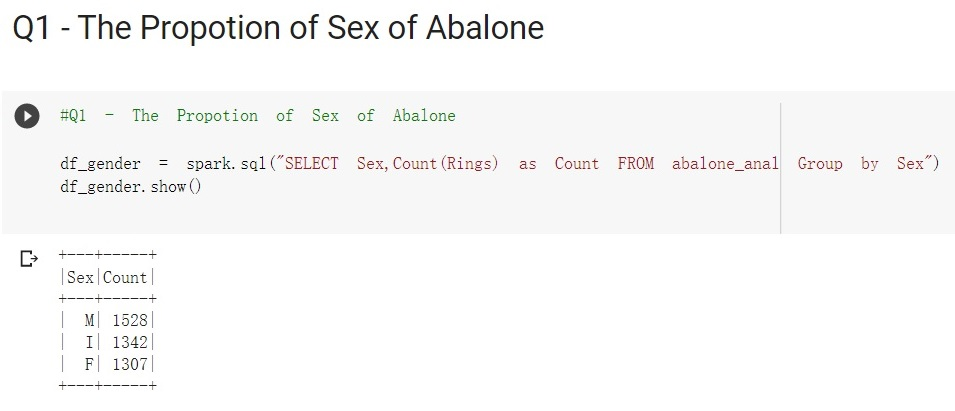 Q1 - The Propotion of Sex of Abalone
#Q1 - The Propotion of Sex of Abalone
df_gender = spark.sql("SELECT Sex,Count(Rings) as Count FROM abalone_anal Group by Sex")
df_gender.show()
+---+-----+
|Sex|Count|
+---+-----+
|  M| 1528|
|  I| 1342|
|  F| 1307|
+---+-----+